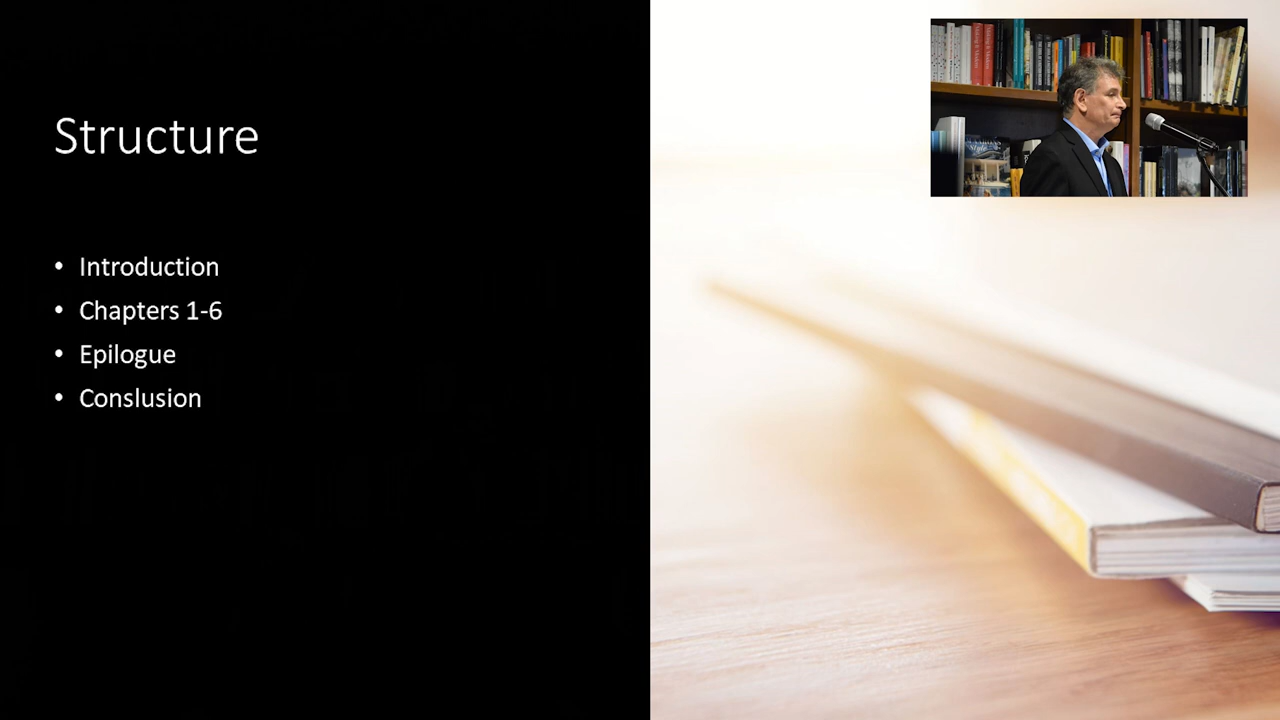 Structure
• Introduction
• Chapters 1-6
• Epilogue
• Conslusion